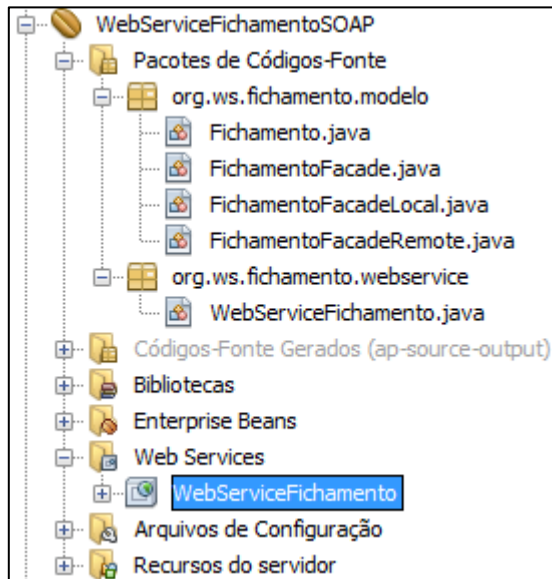 WebServiceFichamentoSOAP
Pacotes de Códigos-Fonte
org.ws.fichamento.modelo
Fichamento.java
FichamentoFacade.java
FichamentoFacadeLocal.java
FichamentoFacadeRemote.java
org.ws.fichamento.webservice
WebServiceFichamento.java
Códigos-Fonte Gerados (ap-source-output)
Bibliotecas
Enterprise Beans
Web Services
WebServiceFichamento
Arquivos de Configuração
Recursos do servidor